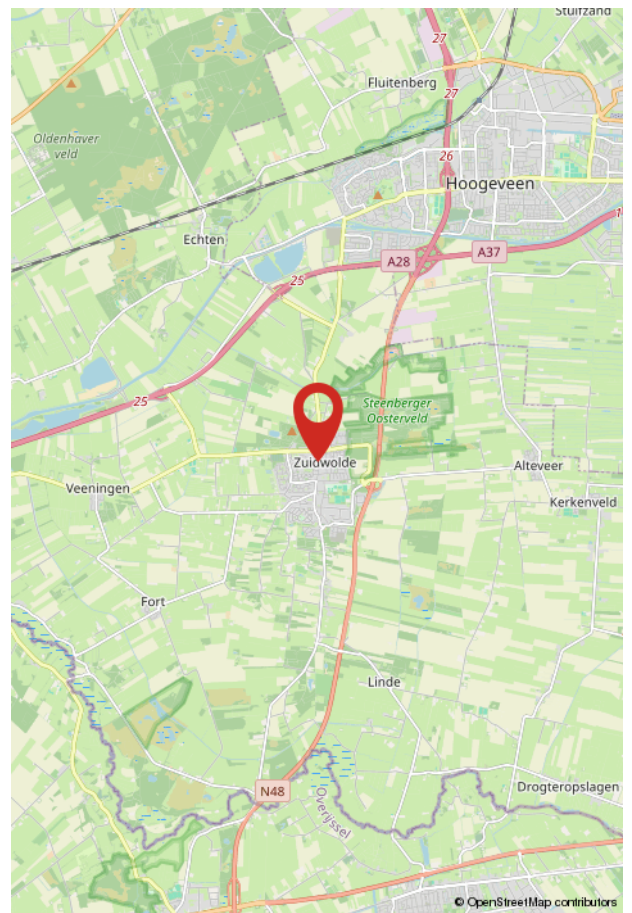 Stuifzand
27
Fluitenberg
27
Oldenhaver
veld
26
Hoogeveen
Echten
A28
A37
1
25
25
Steenberger
Oosterveld
Zuidwolde
Alteveer
Veeningen
Kerkenveld
Fort
Linde
N48
Drogteropslagen
Overijssel
© OpenStreetMap contributors